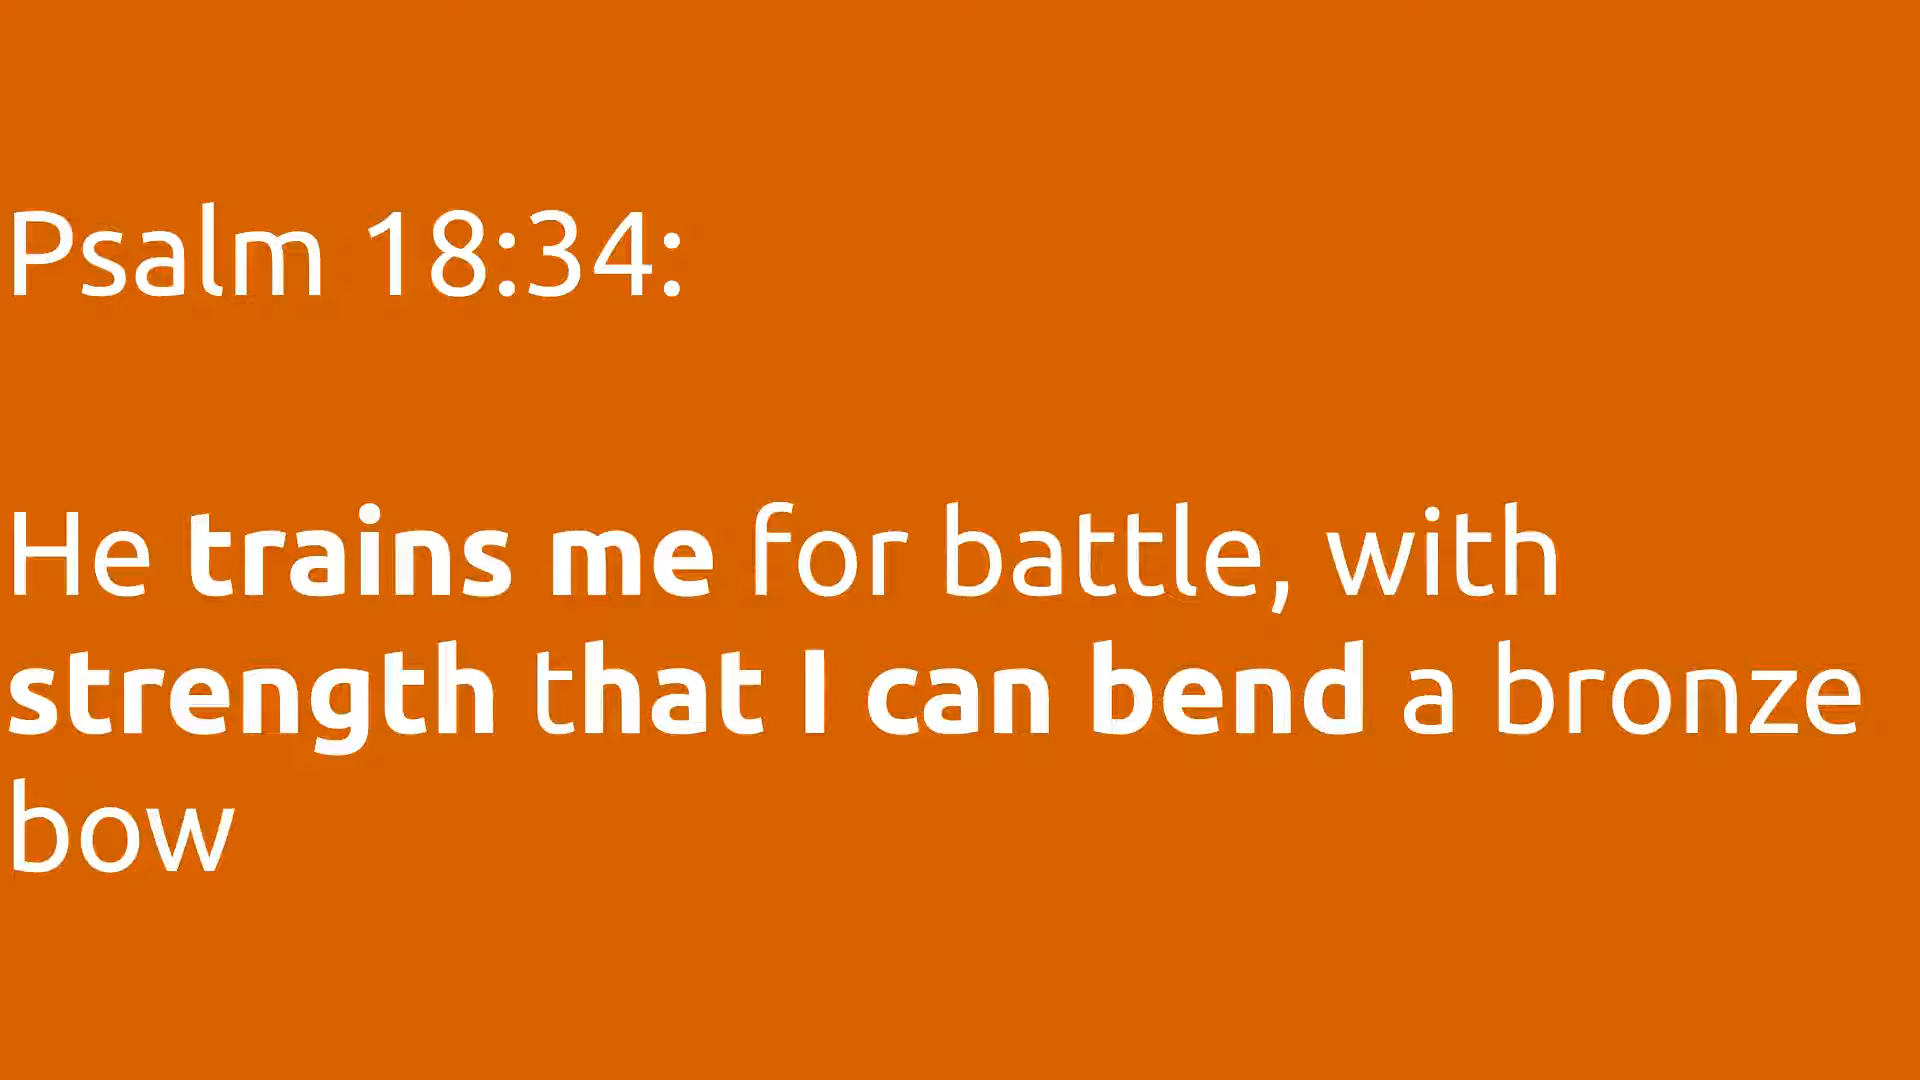 Psalm 18:34:
He trains me for battle, with
strength that I can bend a bronze
bow